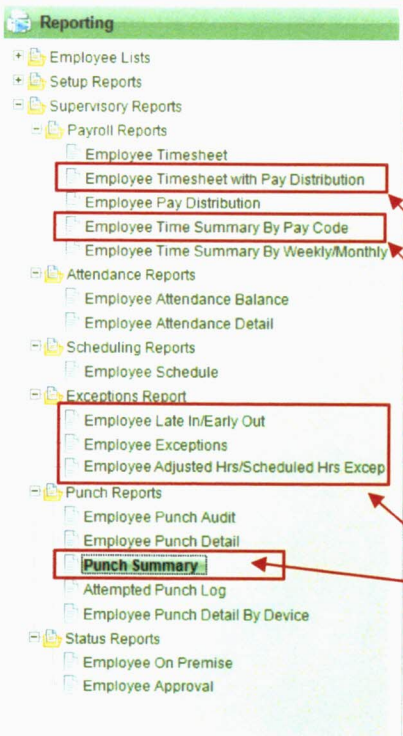 Reporting
Employee Lists
Setup Reports
Supervisory Reports
Payroll Reports
Employee Timesheet
Employee Timesheet with Pay Distribution
Employee Pay Distribution
Employee Time Summary By Pay Code
Employee Time Summary By Weekly/Monthly
Attendance Reports
Employee Attendance Balance
Employee Attendance Detail
Scheduling Reports
Employee Schedule
Exceptions Report
Employee Late In/Early Out
Employee Exceptions
Employee Adjusted Hrs/Scheduled Hrs Excep
Punch Reports
Employee Punch Audit
Employee Punch Detail
Punch Summary
Attempted Punch Log
Employee Punch Detail By Device
Status Reports
Employee On Premise
Employee Approval